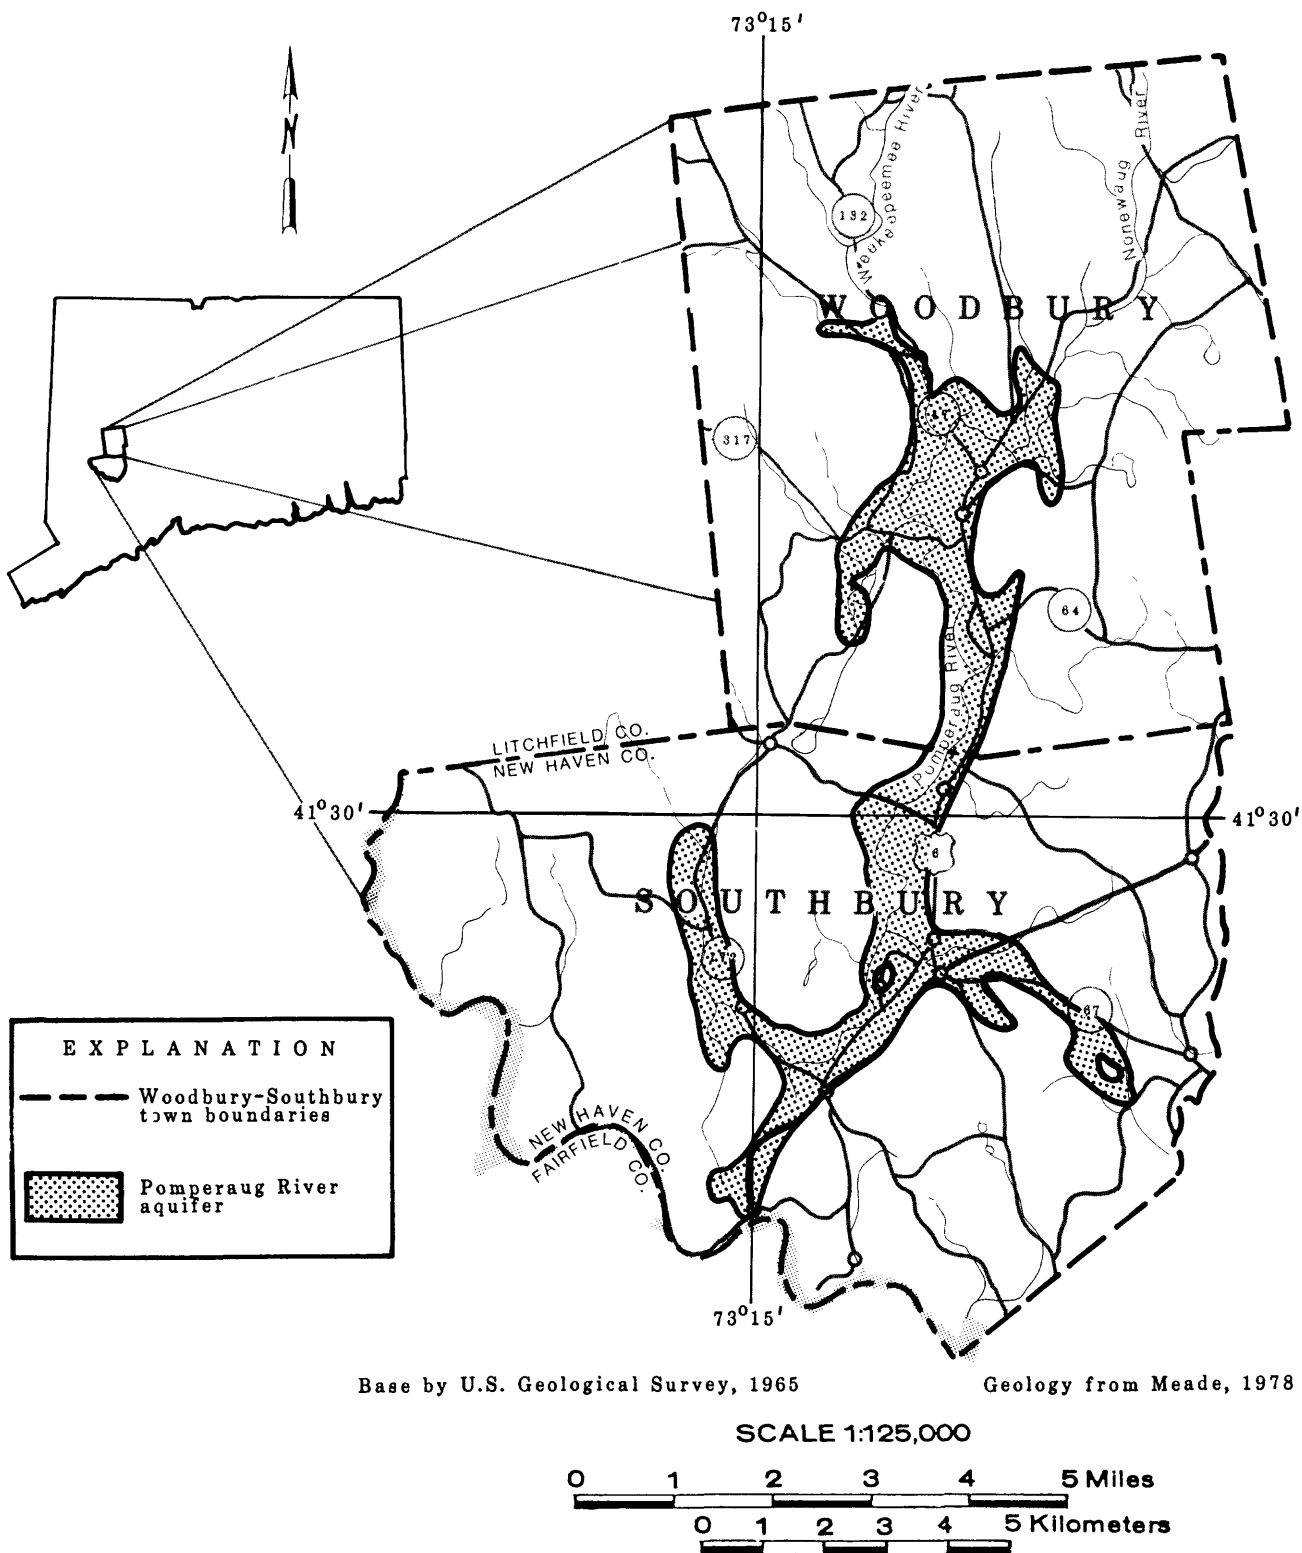 73°15'
N
Weekeepeemee River
Nonewaug River
132
WOODBURY
47
317
64
Pomperaug River
LITCHFIELD CO.
NEW HAVEN CO.
41°30'
41°30'
6
SOUTHBURY
172
67
EXPLANATION
Woodbury-Southbury
town boundaries
Pomperaug River
aquifer
NEW HAVEN CO.
FAIRFIELD CO.
73°15'
Base by U.S. Geological Survey, 1965
Geology from Meade, 1978
SCALE 1:125,000
0 1 2 3 4 5 Miles
0 1 2 3 4 5 Kilometers